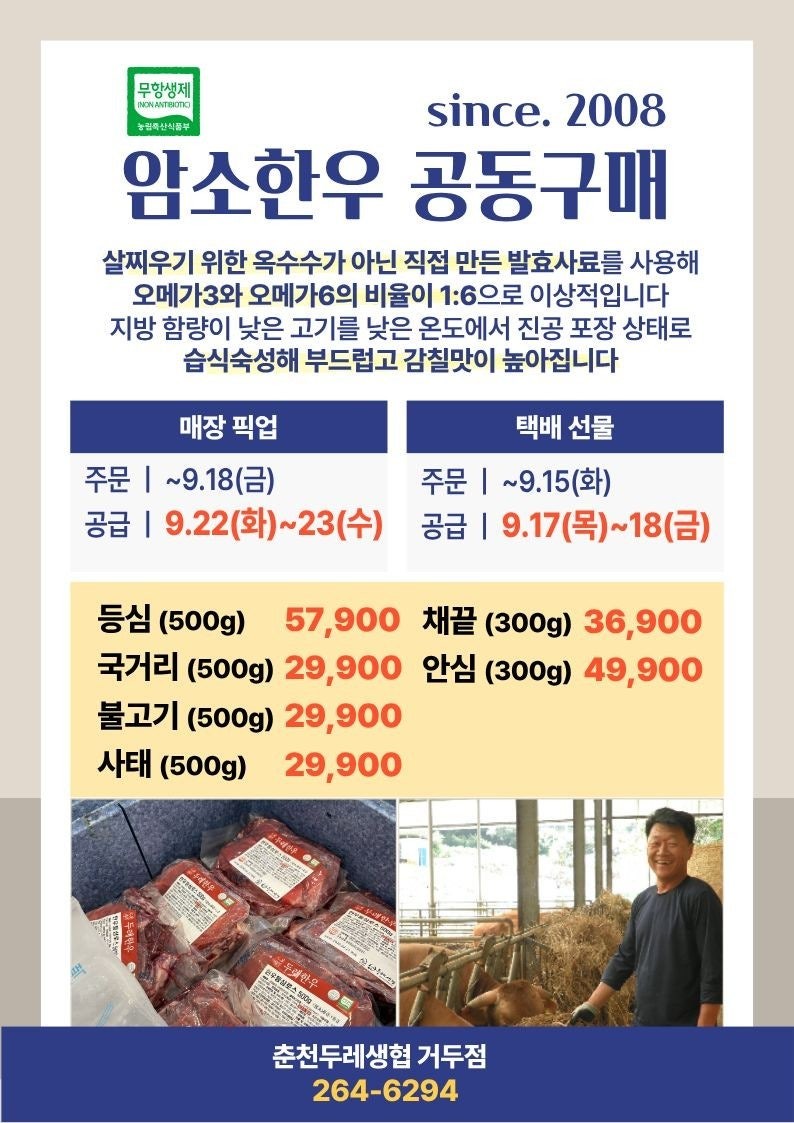 무항생제
(NON ANTIBIOTIC)
농림축산식품부
since. 2008
암소한우 공동구매
살찌우기 위한 옥수수가 아닌 직접 만든 발효사료를 사용해
오메가3와 오메가6의 비율이 1:6으로 이상적입니다
지방 함량이 낮은 고기를 낮은 온도에서 진공 포장 상태로
습식숙성해 부드럽고 감칠맛이 높아집니다
매장 픽업
주문 | ~9.18(금)
공급 | 9.22(화)~23(수)
택배 선물
주문 | ~9.15(화)
공급 | 9.17(목)~18(금)
등심 (500g) 57,900
국거리 (500g) 29,900
불고기 (500g) 29,900
사태 (500g) 29,900
채끝 (300g) 36,900
안심 (300g) 49,900
두레한우
두레한우
한우등심로스 500g
춘천두레생협 거두점
264-6294